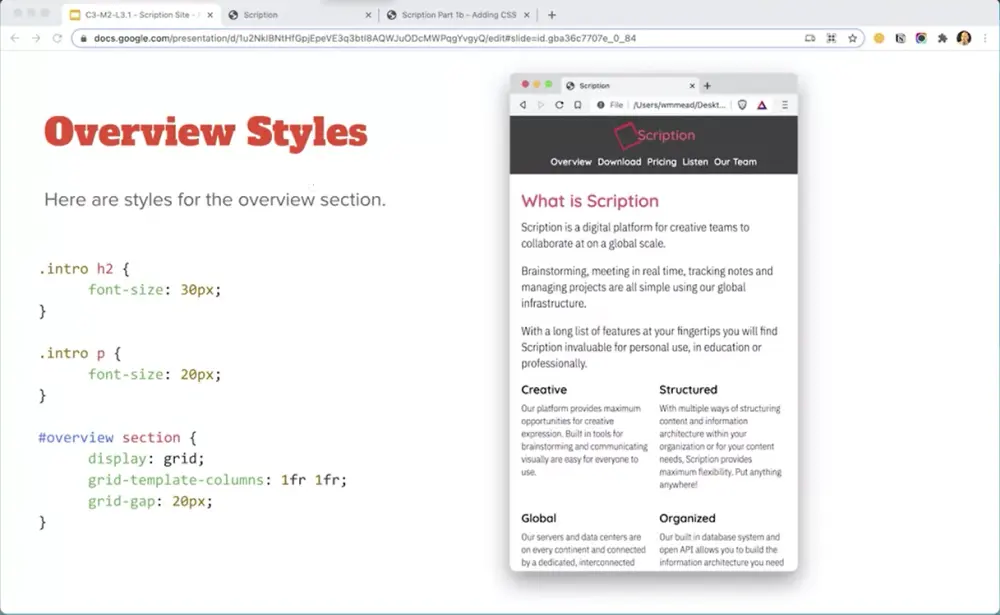 C3-M2-L3.1 - Scription Site -
Scription
Scription Part 1b – Adding CSS
docs.google.com/presentation/d/1u2NkIBNtHfGpjEpeVE3q3btI8AQWJuODcMWPqgYvgyQ/edit#slide=id.gba36c7707e_0_84
Overview Styles
Here are styles for the overview section.
.intro h2 {
font-size: 30px;
}
.intro p {
font-size: 20px;
}
#overview section {
display: grid;
grid-template-columns: 1fr 1fr;
grid-gap: 20px;
}
Scription
File /Users/wmmead/Deskt...
Scription
Overview Download Pricing Listen Our Team
What is Scription
Scription is a digital platform for creative teams to
collaborate at on a global scale.
Brainstorming, meeting in real time, tracking notes and
managing projects are all simple using our global
infrastructure.
With a long list of features at your fingertips you will find
Scription invaluable for personal use, in education or
professionally.
Creative
Our platform provides maximum
opportunities for creative
expression. Built in tools for
brainstorming and communicating
visually are easy for everyone to
use.
Structured
With multiple ways of structuring
content and information
architecture within your
organization or for your content
needs, Scription provides
maximum flexibility. Put anything
anywhere!
Global
Our servers and data centers are
on every continent and connected
by a dedicated, interconnected
Organized
Our built in database system and
open API allows you to build the
information architecture you need